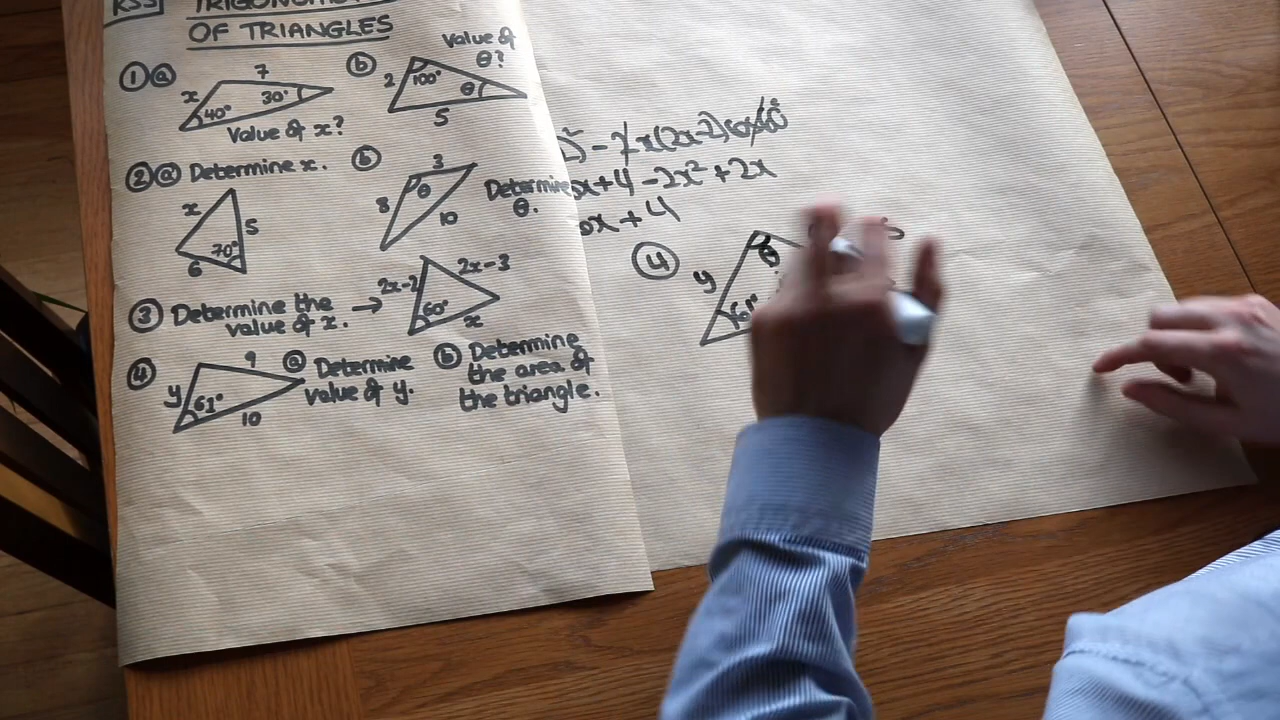 KS5
OF TRIANGLES
① ⓐ
7
x
40°
30°
Value of x?
ⓑ
Value of
θ?
2
100°
θ
5
② ⓐ Determine x.
x
5
70°
6
ⓑ
3
θ
8
10
Determine
θ.
③ Determine the
value of x. →
2x-2
2x-3
60°
x
④
9
y
61°
10
ⓐ Determine
value of y.
ⓑ Determine
the area of
the triangle.
x+4 -2x² +2x
x + 4
④
y
θ